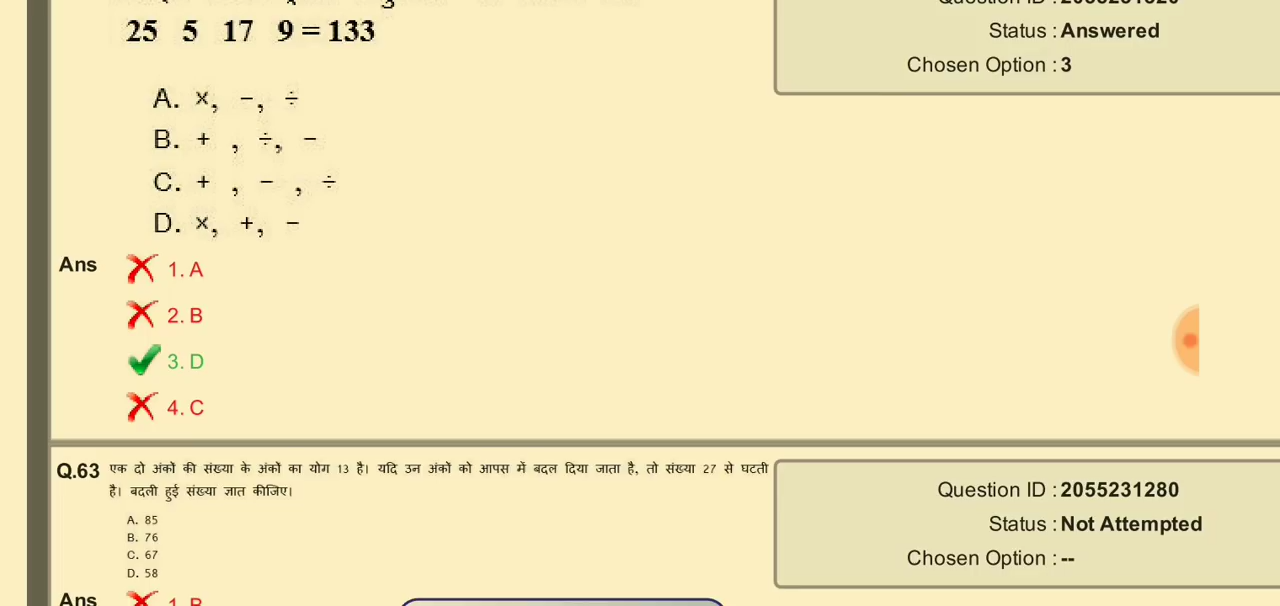 25 5 17 9 = 133
Status : Answered
Chosen Option : 3
A. ×, −, ÷
B. + , ÷, −
C. + , − , ÷
D. ×, +, −
Ans
1. A
2. B
3. D
4. C
Q.63 एक दो अंकों की संख्या के अंकों का योग 13 है। यदि उन अंकों को आपस में बदल दिया जाता है, तो संख्या 27 से घटती
है। बदली हुई संख्या ज्ञात कीजिए।
A. 85
B. 76
C. 67
D. 58
Question ID : 2055231280
Status : Not Attempted
Chosen Option : --
Ans
1. B